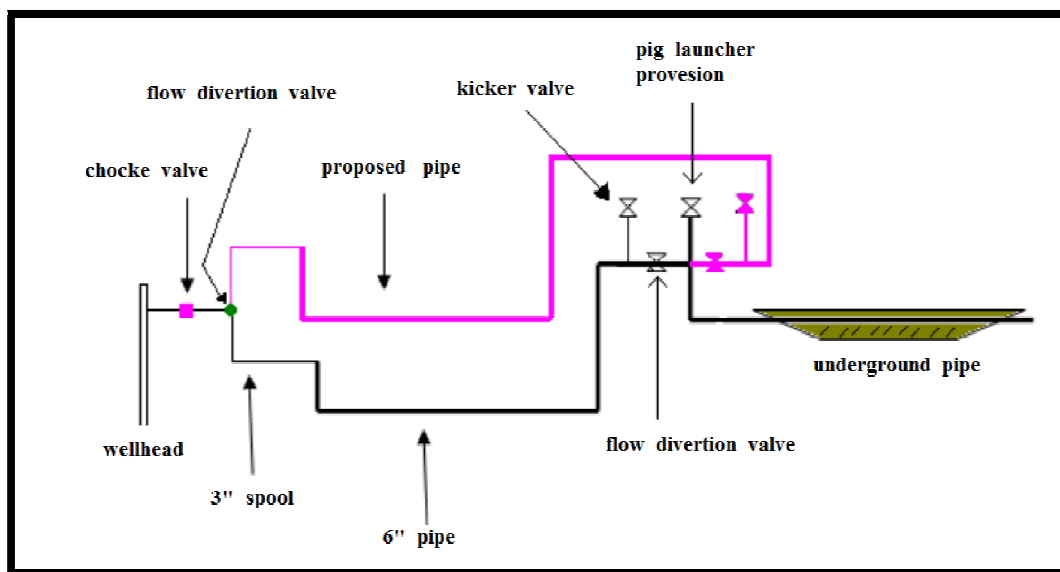 pig launcher
provesion
kicker valve
flow divertion valve
chocke valve
proposed pipe
underground pipe
wellhead
flow divertion valve
3" spool
6" pipe